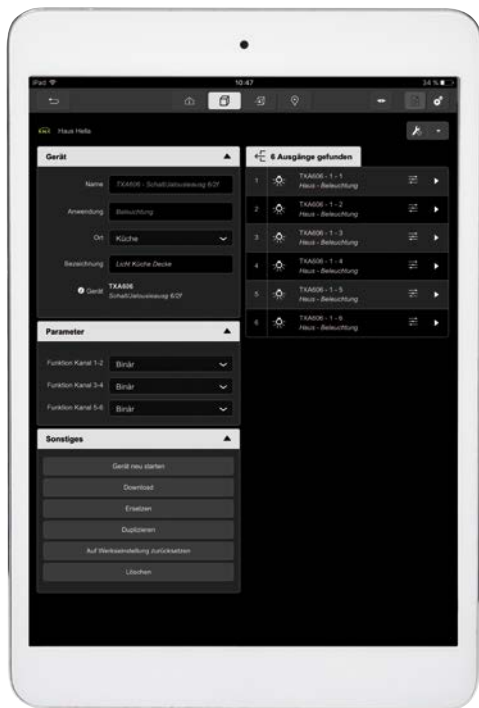 iPad
10:47
34 %
KNX Haus Hella
Gerät
Name TXA606 - Schalt/Jalousieausg 6/2f
Anwendung Beleuchtung
Ort Küche
Bezeichnung Licht Küche Decke
Gerät TXA606
Schalt/Jalousieausg 6/2f
Parameter
Funktion Kanal 1-2 Binär
Funktion Kanal 3-4 Binär
Funktion Kanal 5-6 Binär
Sonstiges
Gerät neu starten
Download
Ersetzen
Duplizieren
Auf Werkseinstellung zurücksetzen
Löschen
6 Ausgänge gefunden
1 TXA606 - 1 - 1
Haus - Beleuchtung
2 TXA606 - 1 - 2
Haus - Beleuchtung
3 TXA606 - 1 - 3
Haus - Beleuchtung
4 TXA606 - 1 - 4
Haus - Beleuchtung
5 TXA606 - 1 - 5
Haus - Beleuchtung
6 TXA606 - 1 - 6
Haus - Beleuchtung